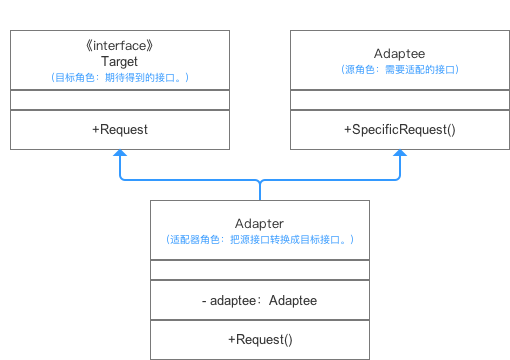 《interface》
Target
(目标角色：期待得到的接口。)
+Request
Adaptee
(源角色：需要适配的接口)
+SpecificRequest()
Adapter
(适配器角色：把源接口转换成目标接口。)
- adaptee：Adaptee
+Request()